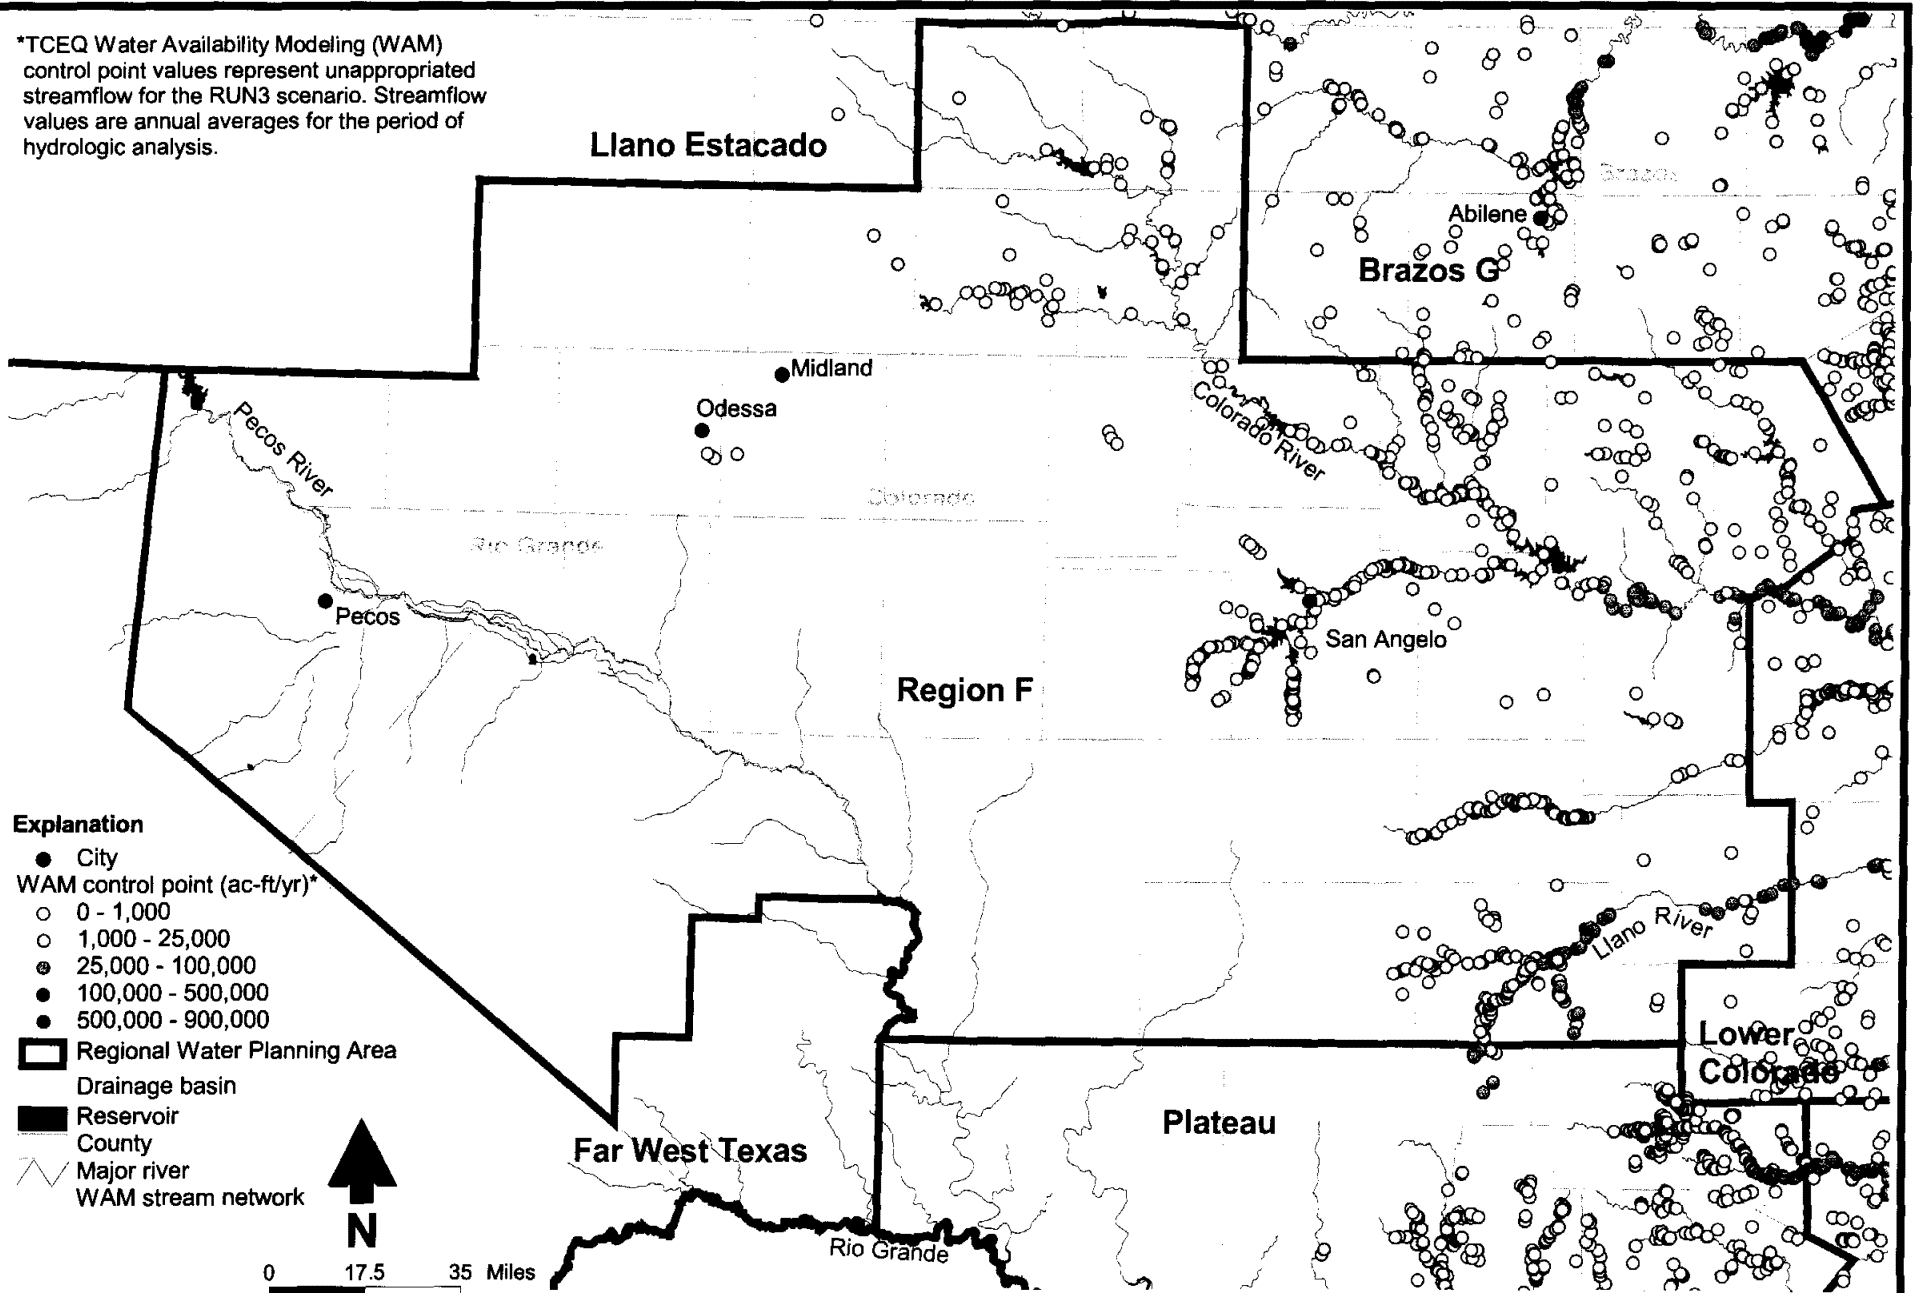 *TCEQ Water Availability Modeling (WAM)
control point values represent unappropriated
streamflow for the RUN3 scenario. Streamflow
values are annual averages for the period of
hydrologic analysis.
Llano Estacado
Brazos
Abilene
Brazos G
Midland
Odessa
Pecos River
Colorado River
Colorado
Rio Grande
Pecos
San Angelo
Region F
Llano River
Explanation
City
WAM control point (ac-ft/yr)*
0 - 1,000
1,000 - 25,000
25,000 - 100,000
100,000 - 500,000
500,000 - 900,000
Regional Water Planning Area
Drainage basin
Reservoir
County
Major river
WAM stream network
N
0 17.5 35 Miles
Far West Texas
Rio Grande
Plateau
Lower
Colorado